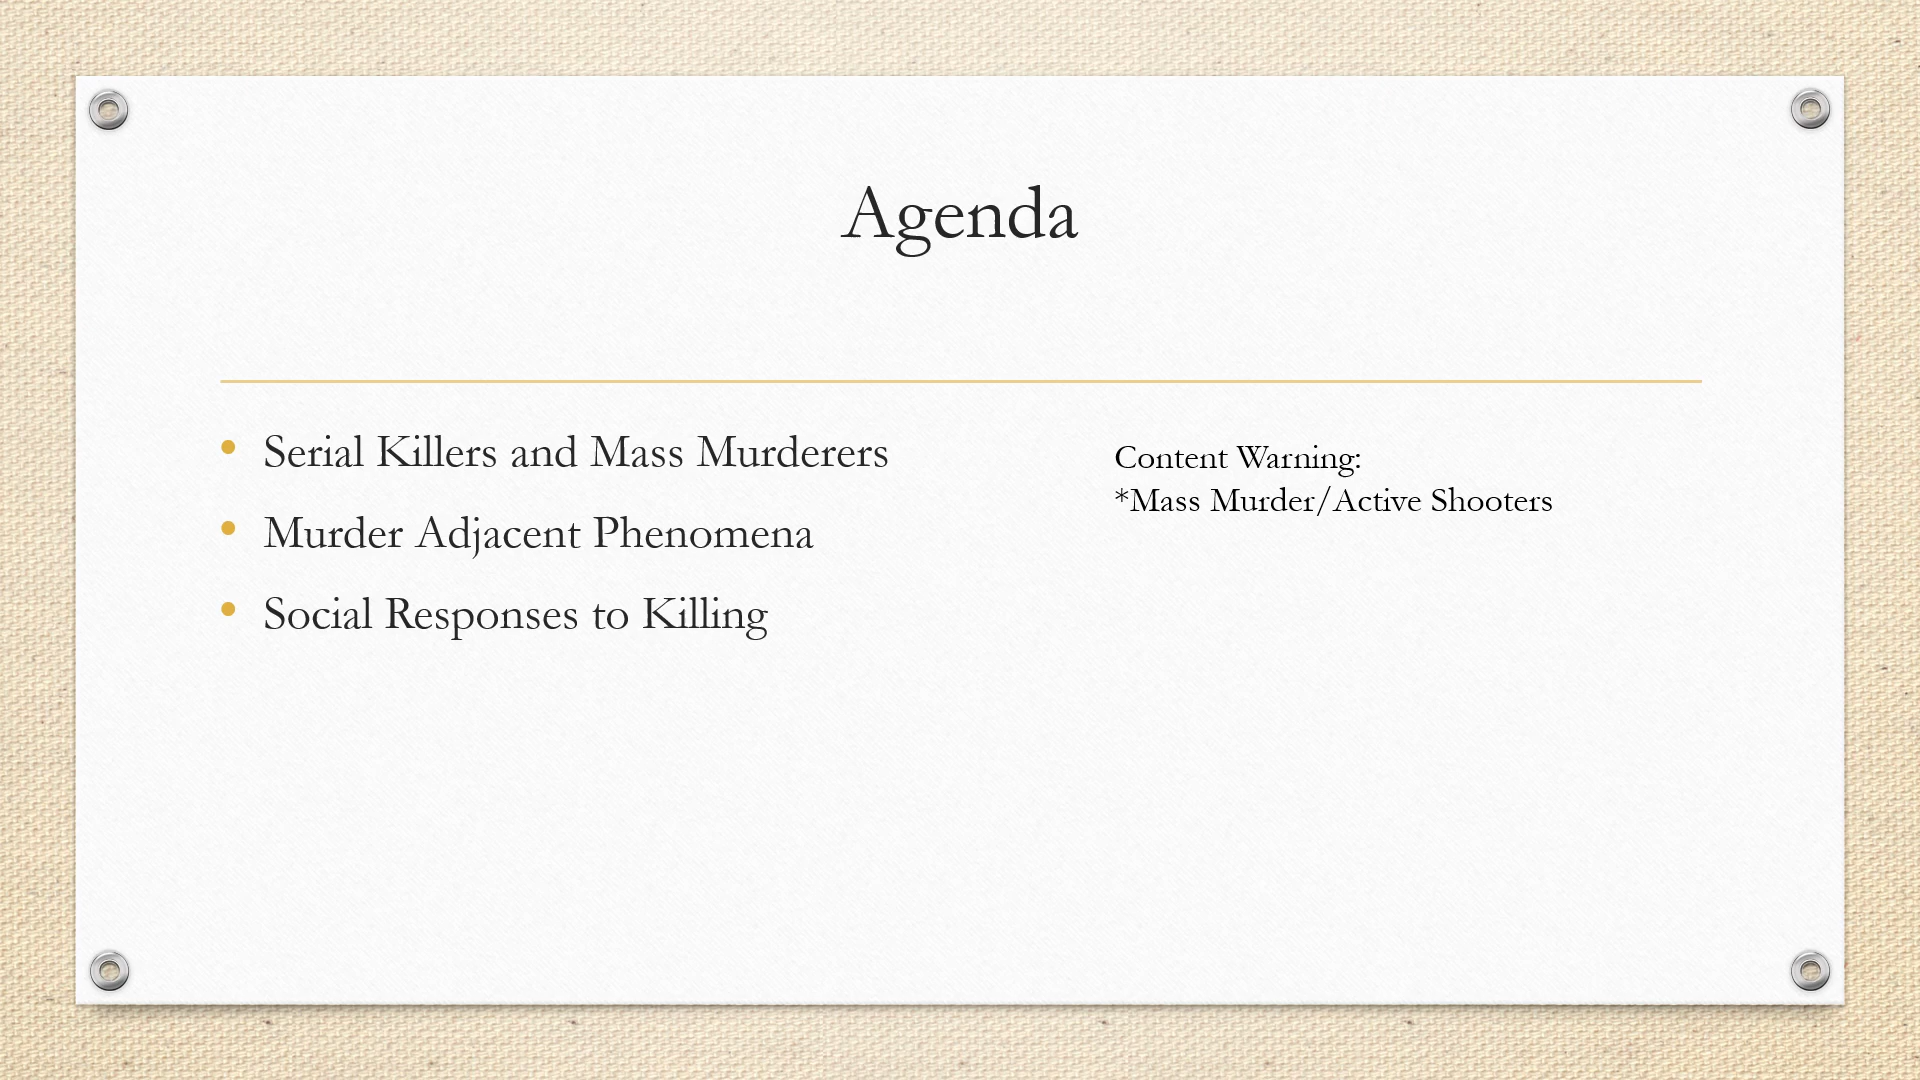 Agenda
• Serial Killers and Mass Murderers
• Murder Adjacent Phenomena
• Social Responses to Killing
Content Warning:
*Mass Murder/Active Shooters